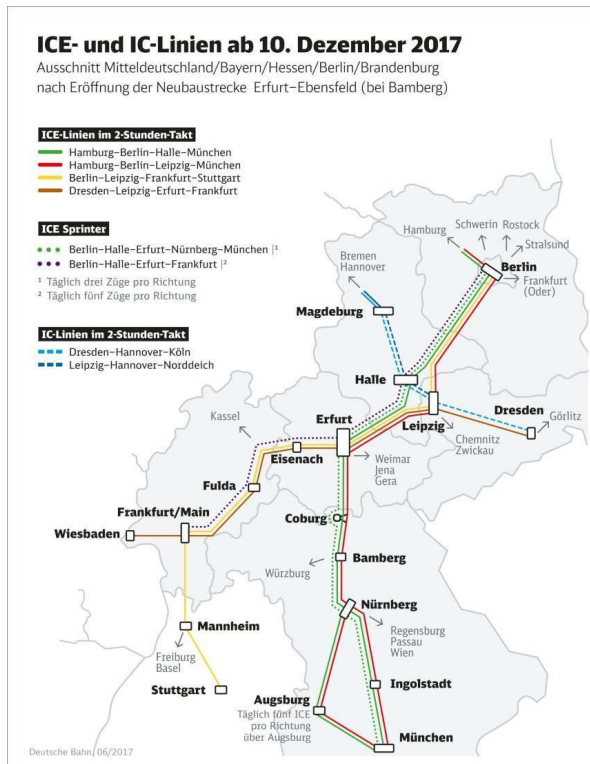 ICE- und IC-Linien ab 10. Dezember 2017
Ausschnitt Mitteldeutschland/Bayern/Hessen/Berlin/Brandenburg
nach Eröffnung der Neubaustrecke Erfurt–Ebensfeld (bei Bamberg)
ICE-Linien im 2-Stunden-Takt
Hamburg–Berlin–Halle–München
Hamburg–Berlin–Leipzig–München
Berlin–Leipzig–Frankfurt–Stuttgart
Dresden–Leipzig–Erfurt–Frankfurt
ICE Sprinter
Berlin–Halle–Erfurt–Nürnberg–München |¹
Berlin–Halle–Erfurt–Frankfurt |²
¹ Täglich drei Züge pro Richtung
² Täglich fünf Züge pro Richtung
IC-Linien im 2-Stunden-Takt
Dresden–Hannover–Köln
Leipzig–Hannover–Norddeich
Hamburg
Schwerin
Rostock
Stralsund
Berlin
Frankfurt
(Oder)
Bremen
Hannover
Magdeburg
Halle
Leipzig
Dresden
Görlitz
Chemnitz
Zwickau
Kassel
Erfurt
Eisenach
Weimar
Jena
Gera
Fulda
Frankfurt/Main
Wiesbaden
Coburg
Bamberg
Würzburg
Nürnberg
Regensburg
Passau
Wien
Mannheim
Freiburg
Basel
Stuttgart
Ingolstadt
Augsburg
Täglich fünf ICE
pro Richtung
über Augsburg
München
Deutsche Bahn, 06/2017